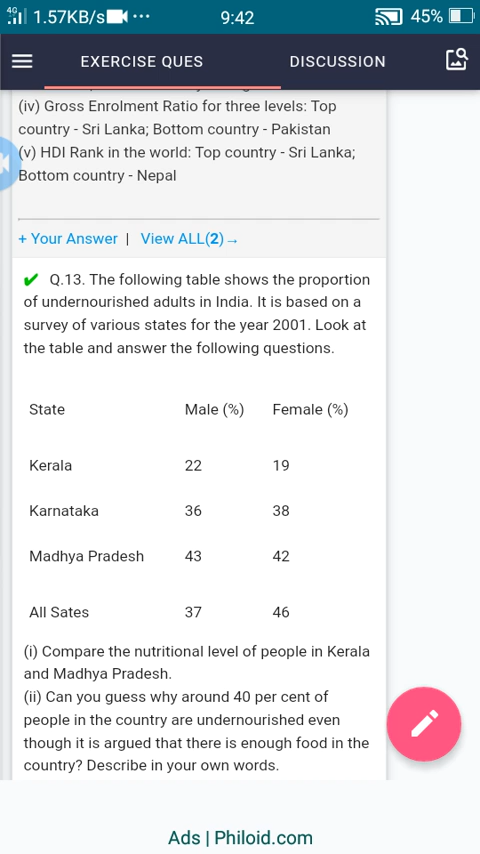 4G 1.57KB/s ... 9:42 45%
EXERCISE QUES DISCUSSION
(iv) Gross Enrolment Ratio for three levels: Top
country - Sri Lanka; Bottom country - Pakistan
(v) HDI Rank in the world: Top country - Sri Lanka;
Bottom country - Nepal
+ Your Answer | View ALL(2)→
✔ Q.13. The following table shows the proportion
of undernourished adults in India. It is based on a
survey of various states for the year 2001. Look at
the table and answer the following questions.
State Male (%) Female (%)
Kerala 22 19
Karnataka 36 38
Madhya Pradesh 43 42
All Sates 37 46
(i) Compare the nutritional level of people in Kerala
and Madhya Pradesh.
(ii) Can you guess why around 40 per cent of
people in the country are undernourished even
though it is argued that there is enough food in the
country? Describe in your own words.
Ads | Philoid.com